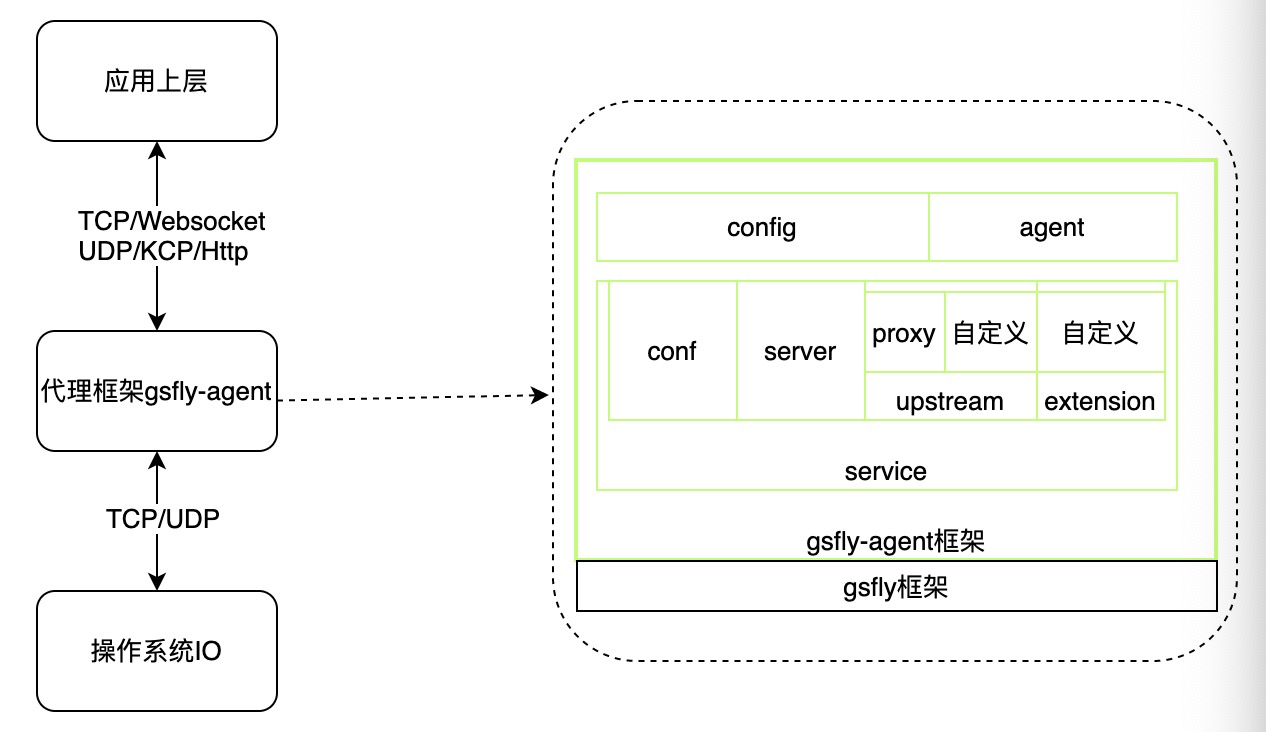 应用上层
TCP/Websocket
UDP/KCP/Http
代理框架gsfly-agent
TCP/UDP
操作系统IO
config
agent
conf
server
proxy
自定义
自定义
upstream
extension
service
gsfly-agent框架
gsfly框架